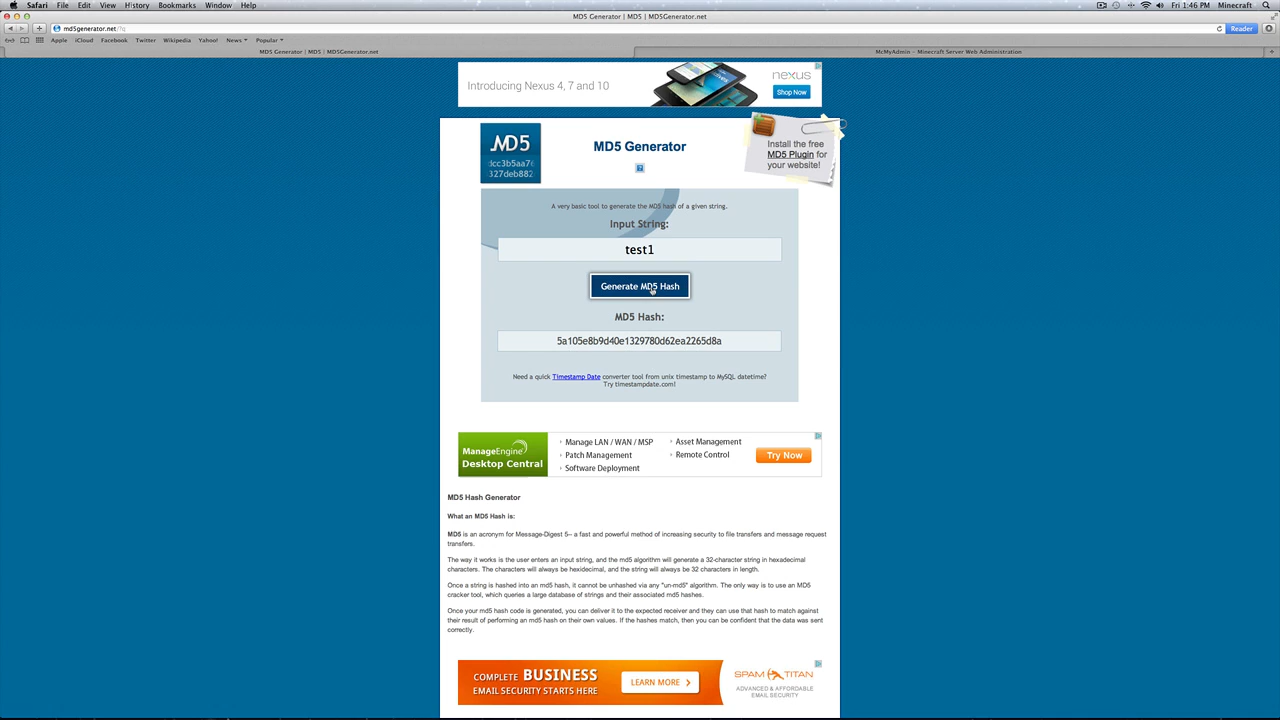 Safari File Edit View History Bookmarks Window Help
Fri 1:46 PM Minecraft
MD5 Generator | MD5 | MD5Generator.net
md5generator.net/?q
Reader
Apple iCloud Facebook Twitter Wikipedia Yahoo! News Popular
MD5 Generator | MD5 | MD5Generator.net
McMyAdmin - Minecraft Server Web Administration
Introducing Nexus 4, 7 and 10
nexus
Shop Now
MD5
dcc3b5aa7
327deb882
MD5 Generator
?
Install the free
MD5 Plugin for
your website!
A very basic tool to generate the MD5 hash of a given string.
Input String:
test1
Generate MD5 Hash
MD5 Hash:
5a105e8b9d40e1329780d62ea2265d8a
Need a quick Timestamp Date converter tool from unix timestamp to MySQL datetime?
Try timestampdate.com!
ManageEngine
Desktop Central
Manage LAN / WAN / MSP
Patch Management
Software Deployment
Asset Management
Remote Control
Try Now
MD5 Hash Generator
What an MD5 Hash is:
MD5 is an acronym for Message-Digest 5-- a fast and powerful method of increasing security to file transfers and message request
transfers.
The way it works is the user enters an input string, and the md5 algorithm will generate a 32-character string in hexadecimal
characters. The characters will always be hexidecimal, and the string will always be 32 characters in length.
Once a string is hashed into an md5 hash, it cannot be unhashed via any "un-md5" algorithm. The only way is to use an MD5
cracker tool, which queries a large database of strings and their associated md5 hashes.
Once your md5 hash code is generated, you can deliver it to the expected receiver and they can use that hash to match against
their result of performing an md5 hash on their own values. If the hashes match, then you can be confident that the data was sent
correctly.
COMPLETE BUSINESS
EMAIL SECURITY STARTS HERE
LEARN MORE
SPAM TITAN
ADVANCED & AFFORDABLE
EMAIL SECURITY